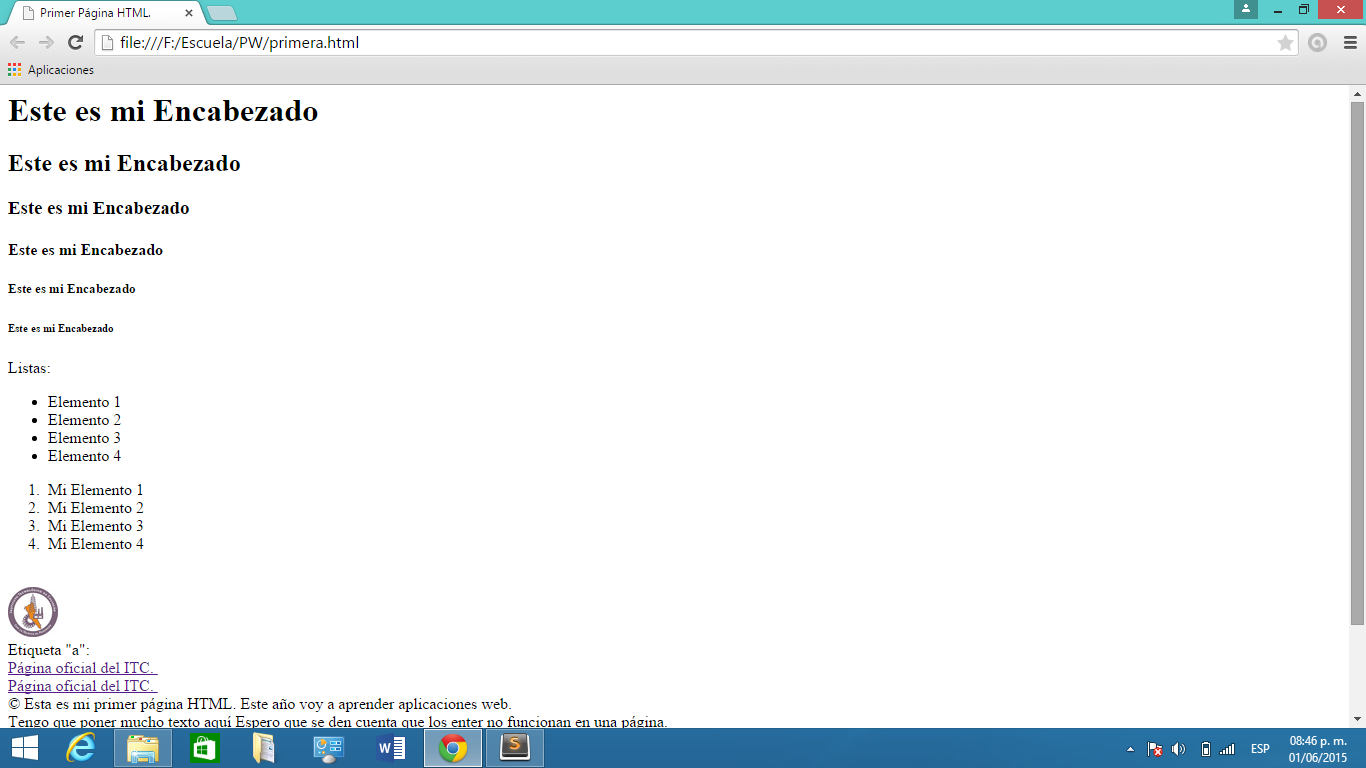 Primer Página HTML.
file:///F:/Escuela/PW/primera.html
Aplicaciones
Este es mi Encabezado
Este es mi Encabezado
Este es mi Encabezado
Este es mi Encabezado
Este es mi Encabezado
Este es mi Encabezado
Listas:
• Elemento 1
• Elemento 2
• Elemento 3
• Elemento 4
1. Mi Elemento 1
2. Mi Elemento 2
3. Mi Elemento 3
4. Mi Elemento 4
Etiqueta "a":
Página oficial del ITC.
Página oficial del ITC.
© Esta es mi primer página HTML. Este año voy a aprender aplicaciones web.
Tengo que poner mucho texto aquí Espero que se den cuenta que los enter no funcionan en una página.
ESP
08:46 p. m.
01/06/2015